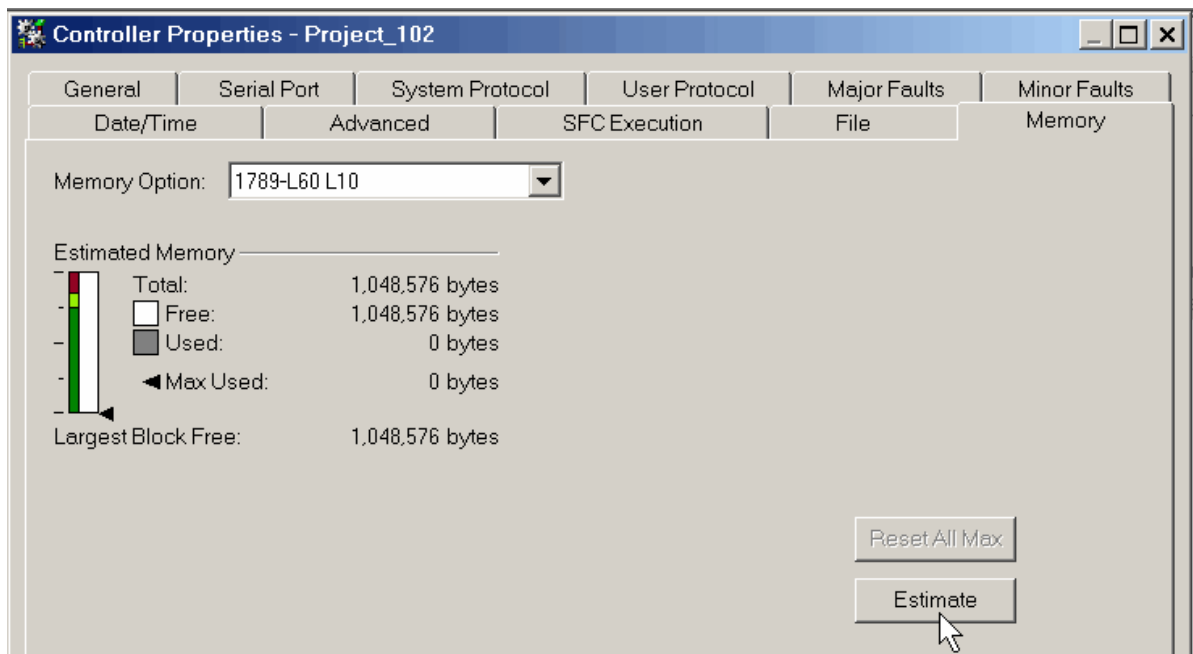 Controller Properties - Project_102
General Serial Port System Protocol User Protocol Major Faults Minor Faults
Date/Time Advanced SFC Execution File Memory
Memory Option: 1789-L60 L10
Estimated Memory
Total: 1,048,576 bytes
Free: 1,048,576 bytes
Used: 0 bytes
Max Used: 0 bytes
Largest Block Free: 1,048,576 bytes
Reset All Max
Estimate